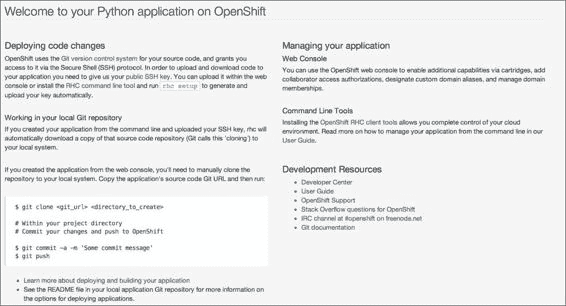 Welcome to your Python application on OpenShift
Deploying code changes
OpenShift uses the Git version control system for your source code, and grants you
access to it via the Secure Shell (SSH) protocol. In order to upload and download code to
your application you need to give us your public SSH key. You can upload it within the web
console or install the RHC command line tool and run rhc setup to generate and
upload your key automatically.
Working in your local Git repository
If you created your application from the command line and uploaded your SSH key, rhc will
automatically download a copy of that source code repository (Git calls this 'cloning') to
your local system.
If you created the application from the web console, you'll need to manually clone the
repository to your local system. Copy the application's source code Git URL and then run:
$ git clone <git_url> <directory_to_create>
# Within your project directory
# Commit your changes and push to OpenShift
$ git commit -a -m 'Some commit message'
$ git push
Learn more about deploying and building your application
See the README file in your local application Git repository for more information on
the options for deploying applications.
Managing your application
Web Console
You can use the OpenShift web console to enable additional capabilities via cartridges, add
collaborator access authorizations, designate custom domain aliases, and manage domain
memberships.
Command Line Tools
Installing the OpenShift RHC client tools allows you complete control of your cloud
environment. Read more on how to manage your application from the command line in our
User Guide.
Development Resources
Developer Center
User Guide
OpenShift Support
Stack Overflow questions for OpenShift
IRC channel at #openshift on freenode.net
Git documentation